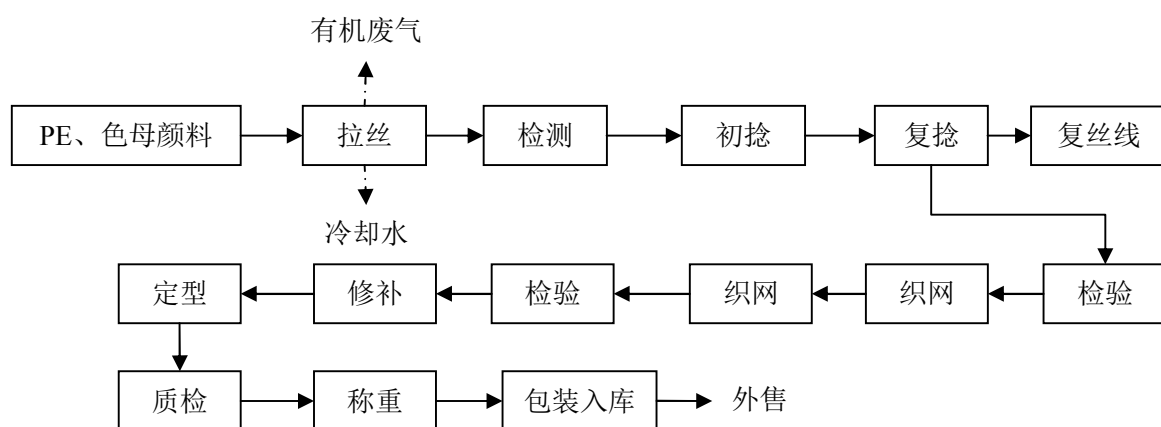 有机废气
PE、色母颜料
拉丝
检测
初捻
复捻
复丝线
冷却水
定型
修补
检验
织网
织网
检验
质检
称重
包装入库
外售